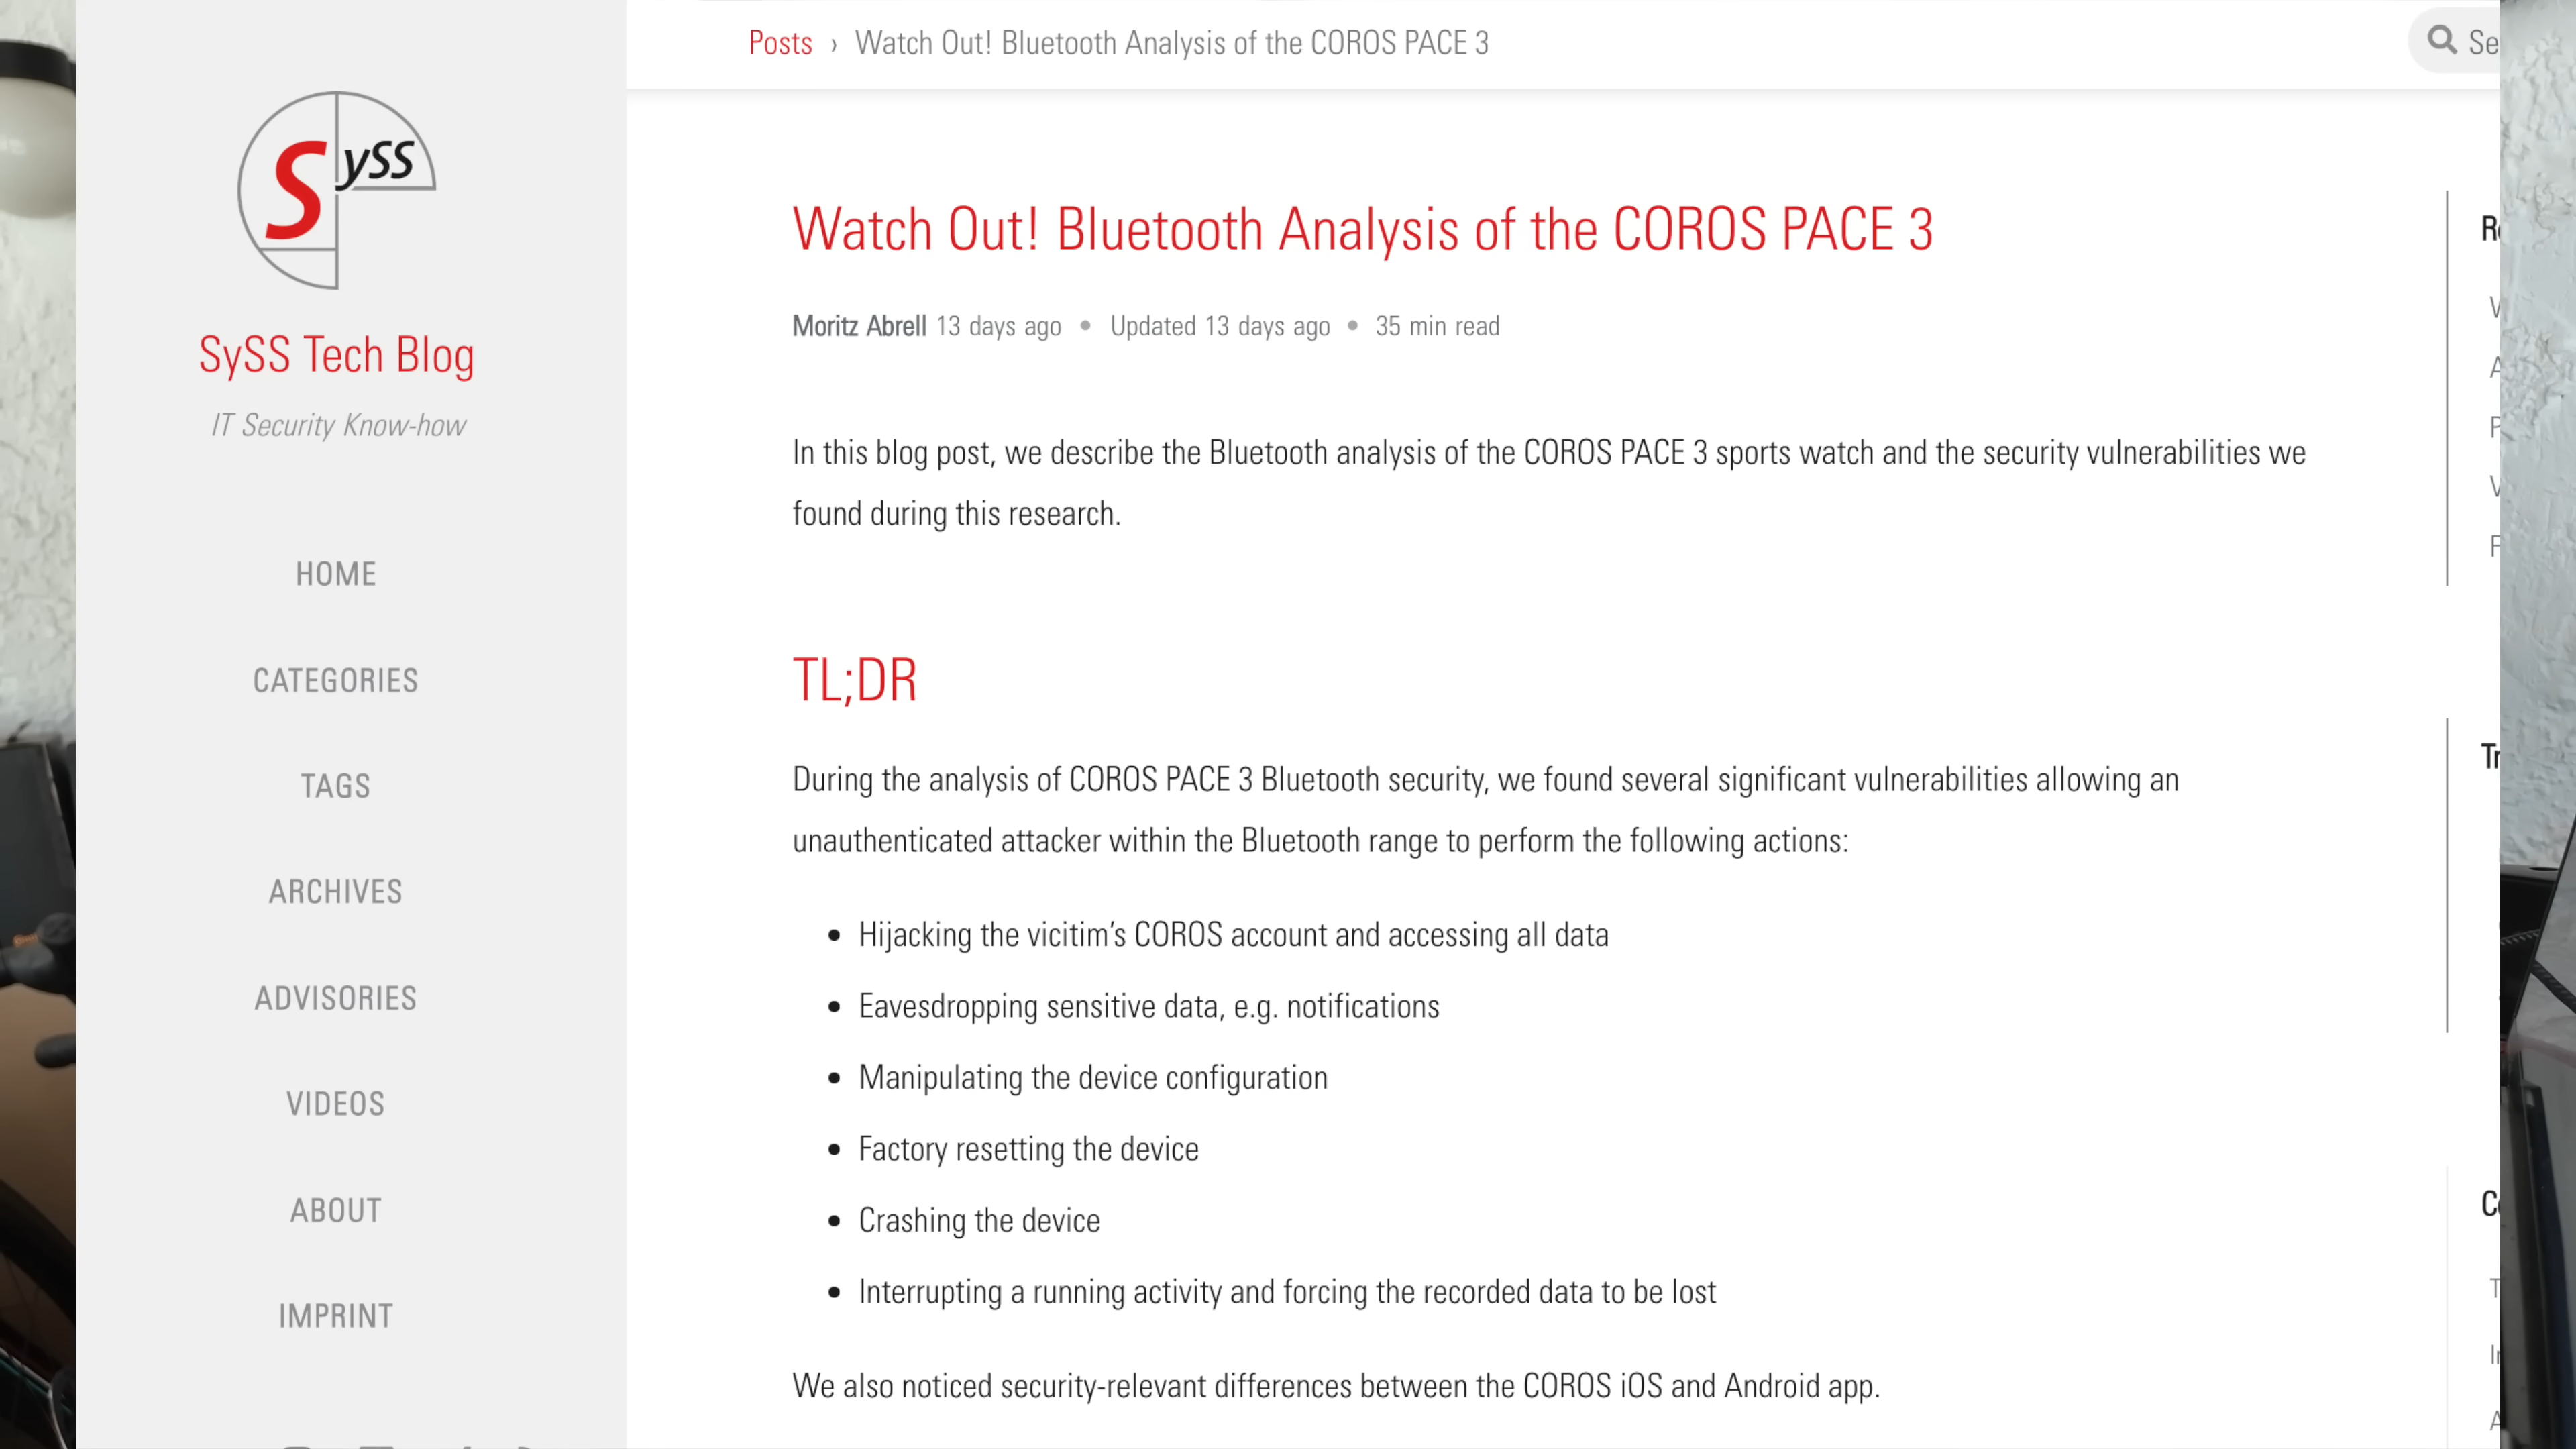 Posts › Watch Out! Bluetooth Analysis of the COROS PACE 3
SySS
SySS Tech Blog
IT Security Know-how
HOME
CATEGORIES
TAGS
ARCHIVES
ADVISORIES
VIDEOS
ABOUT
IMPRINT
Watch Out! Bluetooth Analysis of the COROS PACE 3
Moritz Abrell 13 days ago • Updated 13 days ago • 35 min read
In this blog post, we describe the Bluetooth analysis of the COROS PACE 3 sports watch and the security vulnerabilities we
found during this research.
TL;DR
During the analysis of COROS PACE 3 Bluetooth security, we found several significant vulnerabilities allowing an
unauthenticated attacker within the Bluetooth range to perform the following actions:
• Hijacking the vicitim’s COROS account and accessing all data
• Eavesdropping sensitive data, e.g. notifications
• Manipulating the device configuration
• Factory resetting the device
• Crashing the device
• Interrupting a running activity and forcing the recorded data to be lost
We also noticed security-relevant differences between the COROS iOS and Android app.